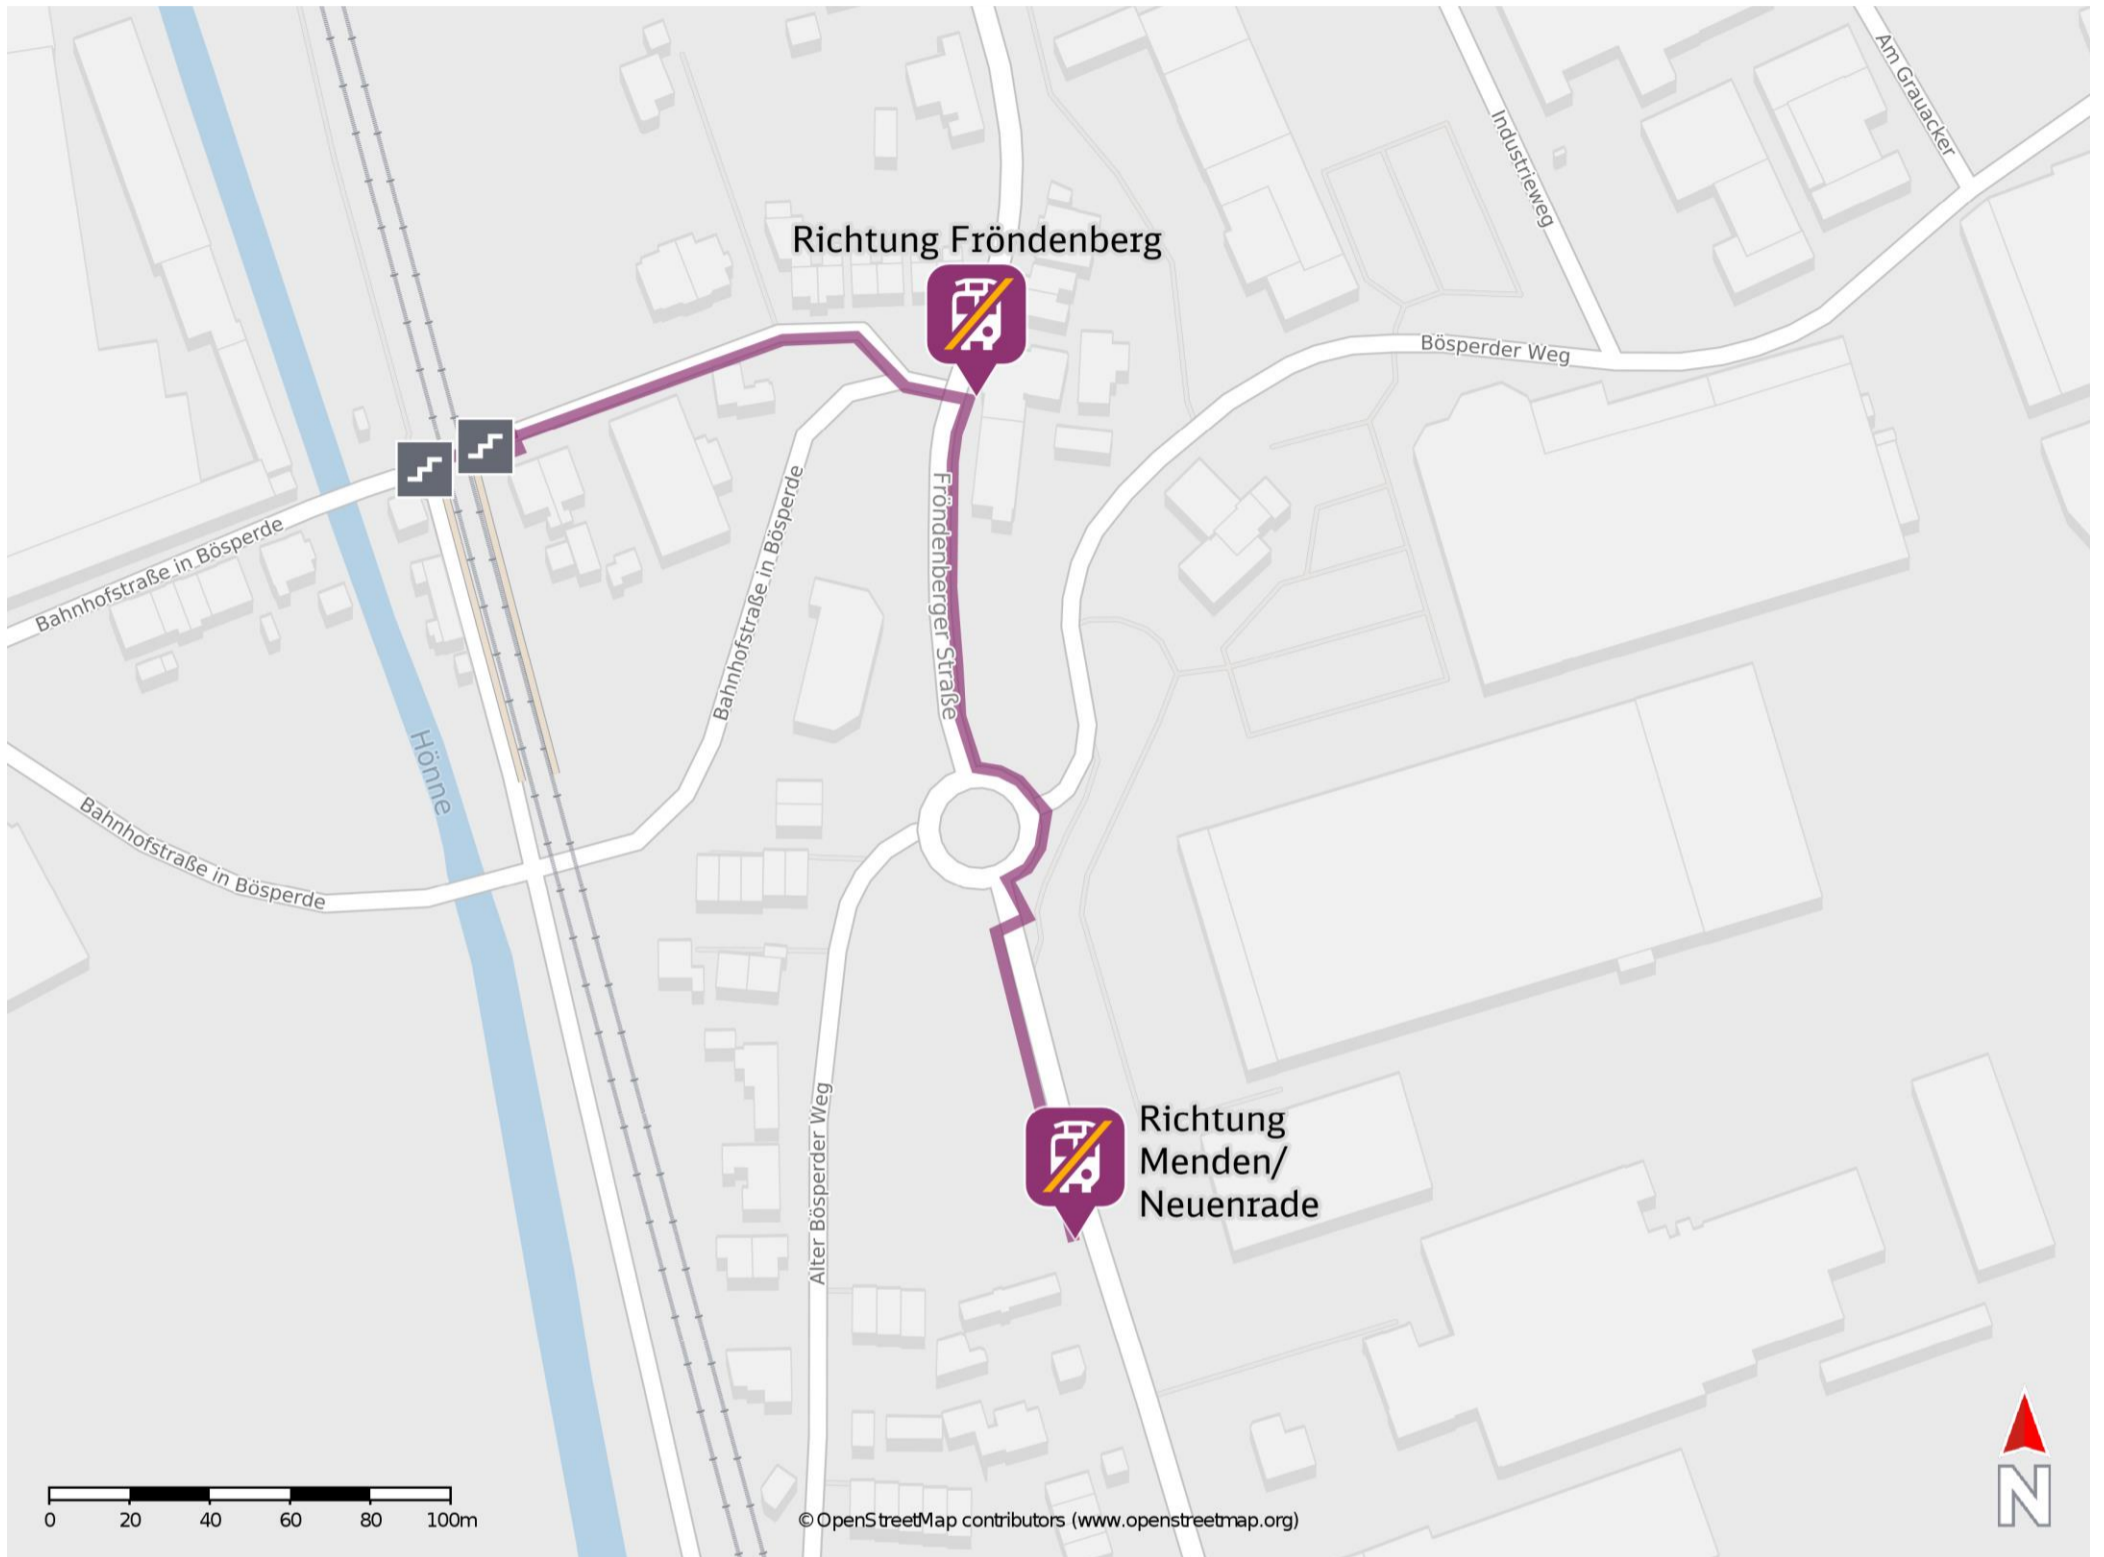 Am Grauacker
Industrieweg
Richtung Fröndenberg
Bösperder Weg
Fröndenberger Straße
Bahnhofstraße in Bösperde
Bahnhofstraße in Bösperde
Hönne
Bahnhofstraße in Bösperde
Richtung
Menden/
Neuenrade
Alter Bösperder Weg
N
0 20 40 60 80 100m
© OpenStreetMap contributors (www.openstreetmap.org)